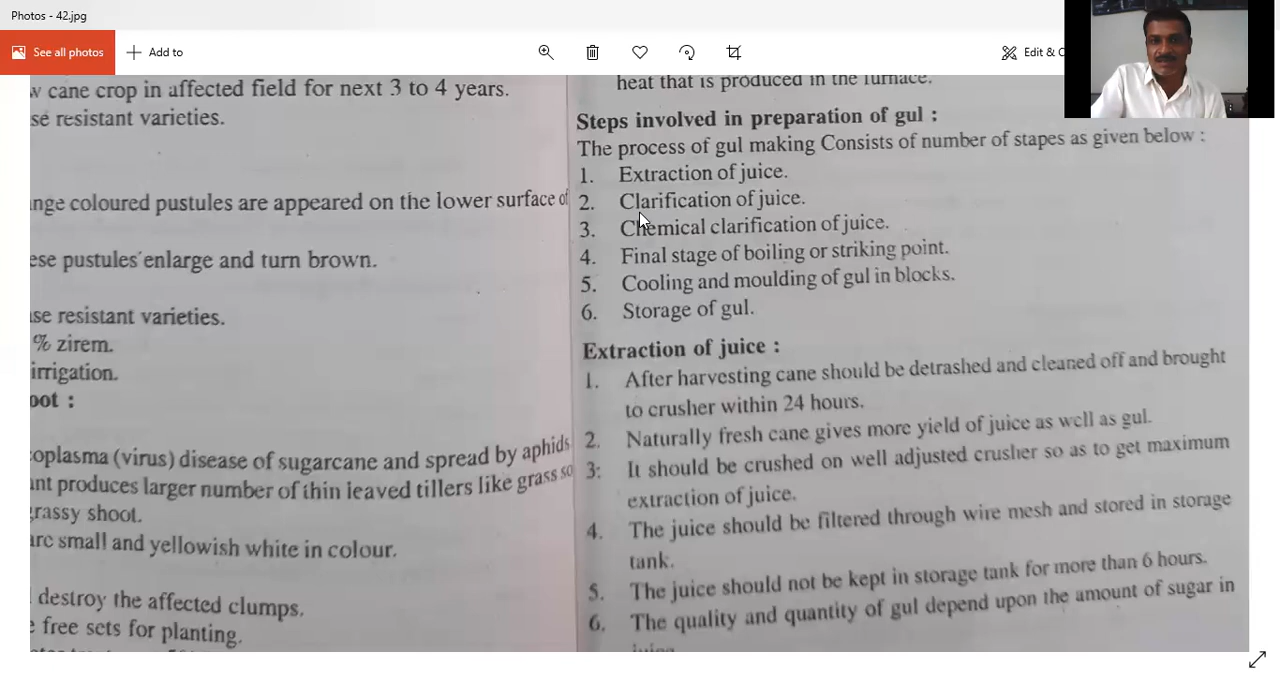 Photos - 42.jpg
See all photos
Add to
Edit & C
w cane crop in affected field for next 3 to 4 years.
se resistant varieties.
nge coloured pustules are appeared on the lower surface of
ese pustules enlarge and turn brown.
se resistant varieties.
% zirem.
irrigation.
oot :
oplasma (virus) disease of sugarcane and spread by aphids
nt produces larger number of thin leaved tillers like grass so
grassy shoot.
are small and yellowish white in colour.
destroy the affected clumps.
e free sets for planting.
heat that is produced in the furnace.
Steps involved in preparation of gul :
The process of gul making Consists of number of stapes as given below :
1. Extraction of juice.
2. Clarification of juice.
3. Chemical clarification of juice.
4. Final stage of boiling or striking point.
5. Cooling and moulding of gul in blocks.
6. Storage of gul.
Extraction of juice :
1. After harvesting cane should be detrashed and cleaned off and brought
to crusher within 24 hours.
2. Naturally fresh cane gives more yield of juice as well as gul.
3: It should be crushed on well adjusted crusher so as to get maximum
extraction of juice.
4. The juice should be filtered through wire mesh and stored in storage
tank.
5. The juice should not be kept in storage tank for more than 6 hours.
6. The quality and quantity of gul depend upon the amount of sugar in
juice